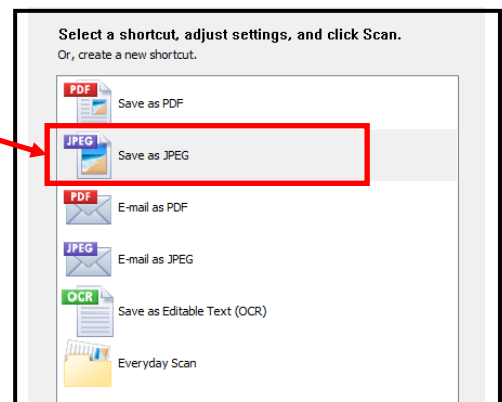 Select a shortcut, adjust settings, and click Scan.
Or, create a new shortcut.
PDF
Save as PDF
JPEG
Save as JPEG
PDF
E-mail as PDF
JPEG
E-mail as JPEG
OCR
Save as Editable Text (OCR)
Everyday Scan